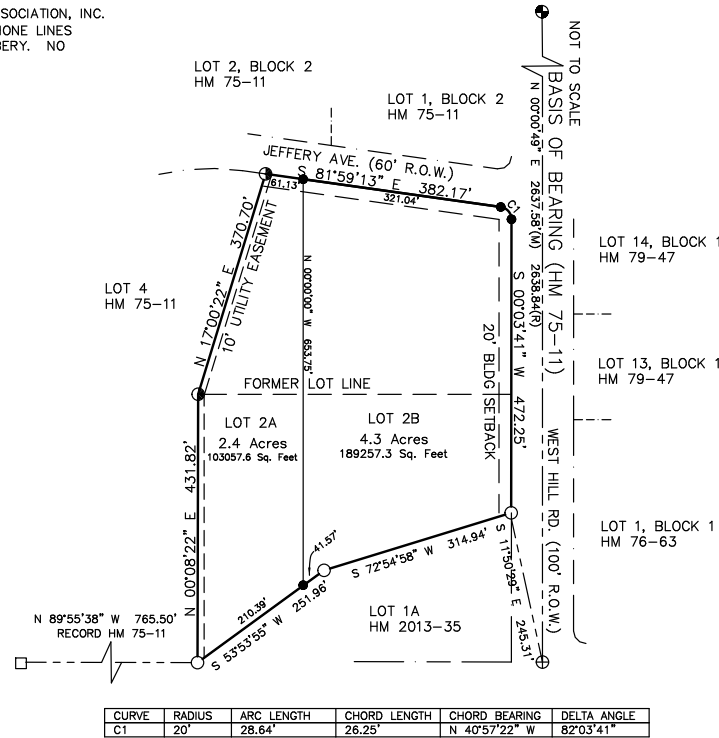 SSOCIATION, INC.
HONE LINES
BERY. NO
LOT 2, BLOCK 2
HM 75-11
LOT 1, BLOCK 2
HM 75-11
NOT TO SCALE
BASIS OF BEARING (HM 75-11)
N 00°00'49" E 2637.58'(M) 2638.84'(R)
JEFFERY AVE. (60' R.O.W.)
S 81°59'13" E 382.17'
61.13'
321.04'
C1
LOT 14, BLOCK 1
HM 79-47
LOT 4
HM 75-11
N 17°00'22" E 370.70'
10' UTILITY EASEMENT
N 00°00'00" W 653.75'
S 00°03'41" W 472.25'
20' BLDG SETBACK
LOT 13, BLOCK 1
HM 79-47
FORMER LOT LINE
LOT 2A
2.4 Acres
103057.6 Sq. Feet
LOT 2B
4.3 Acres
189257.3 Sq. Feet
N 00°08'22" E 431.82'
WEST HILL RD. (100' R.O.W.)
LOT 1, BLOCK 1
HM 76-63
41.57'
S 72°54'58" W 314.94'
S 11°50'29" E 245.31'
210.39'
S 53°53'55" W 251.96'
LOT 1A
HM 2013-35
N 89°55'38" W 765.50'
RECORD HM 75-11
CURVE RADIUS ARC LENGTH CHORD LENGTH CHORD BEARING DELTA ANGLE
C1 20' 28.64' 26.25' N 40°57'22" W 82°03'41"